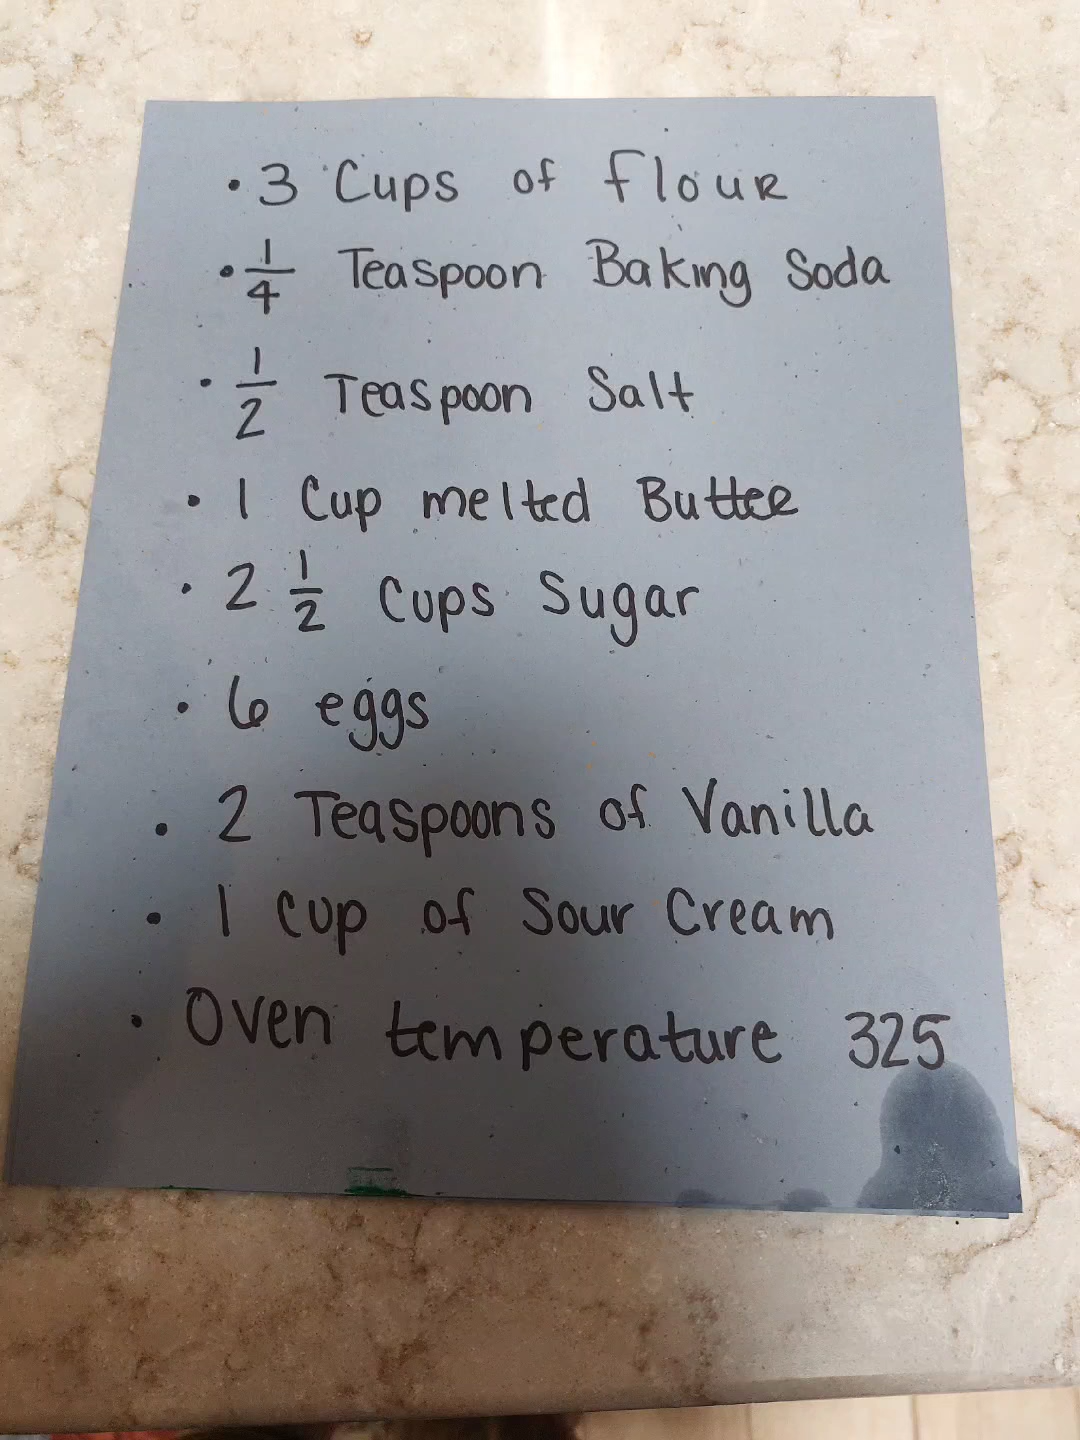 • 3 Cups of flour
• 1/4 Teaspoon Baking Soda
• 1/2 Teaspoon Salt
• 1 Cup melted Butter
• 2 1/2 Cups Sugar
• 6 eggs
• 2 Teaspoons of Vanilla
• 1 Cup of Sour Cream
• Oven temperature 325